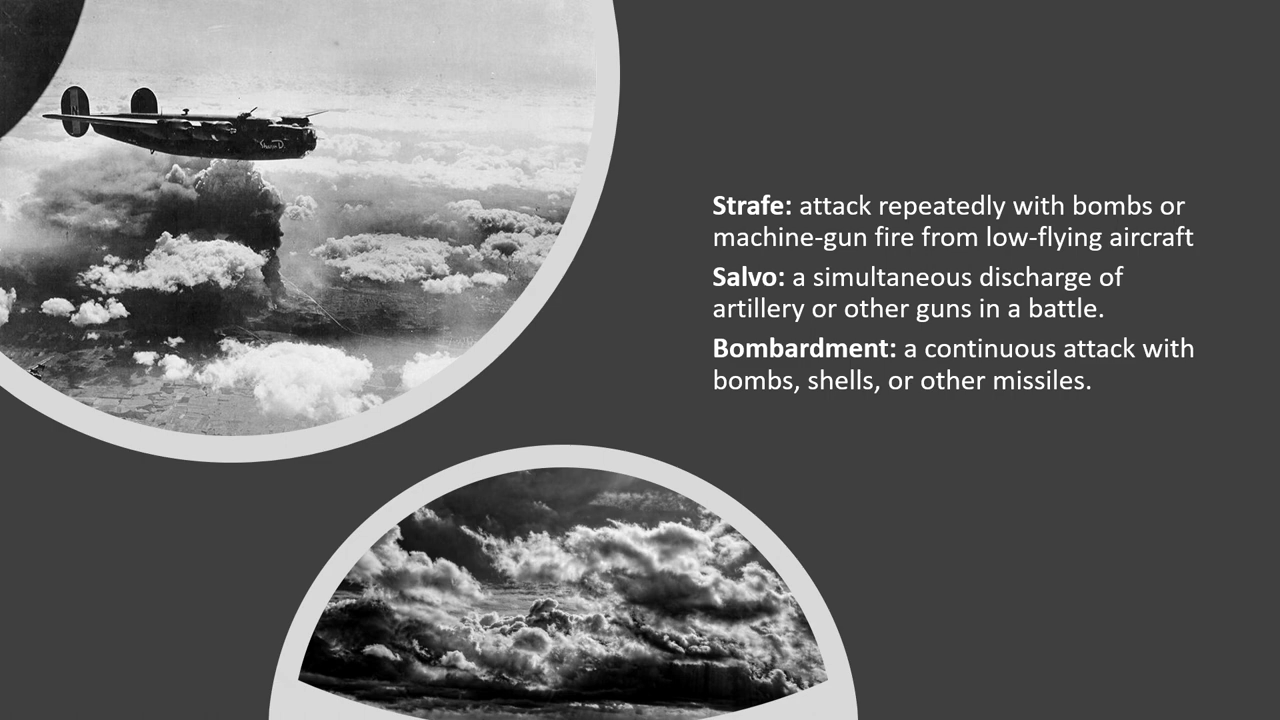 Sharon D.
N
Strafe: attack repeatedly with bombs or
machine-gun fire from low-flying aircraft
Salvo: a simultaneous discharge of
artillery or other guns in a battle.
Bombardment: a continuous attack with
bombs, shells, or other missiles.